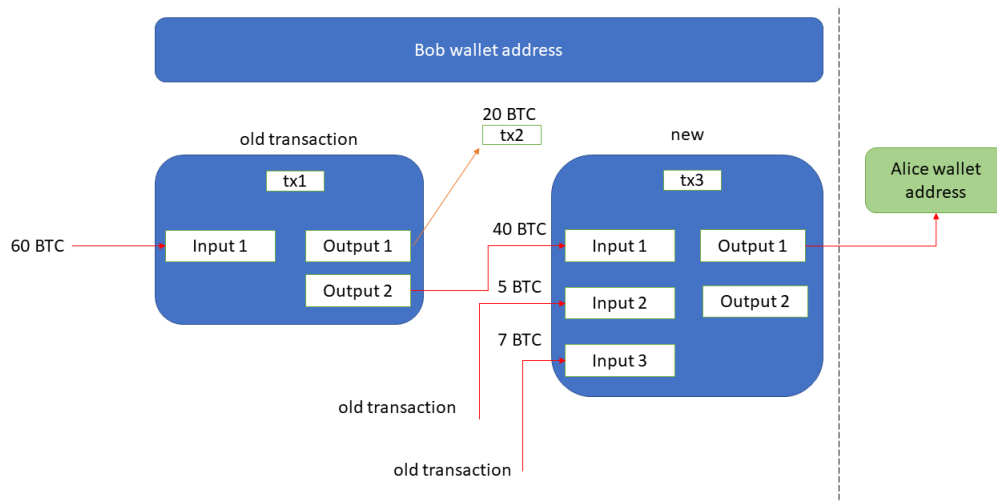 Bob wallet address
20 BTC
tx2
old transaction
new
tx1
tx3
Alice wallet
address
60 BTC
Input 1
Output 1
Output 2
40 BTC
Input 1
Output 1
5 BTC
Input 2
Output 2
7 BTC
Input 3
old transaction
old transaction